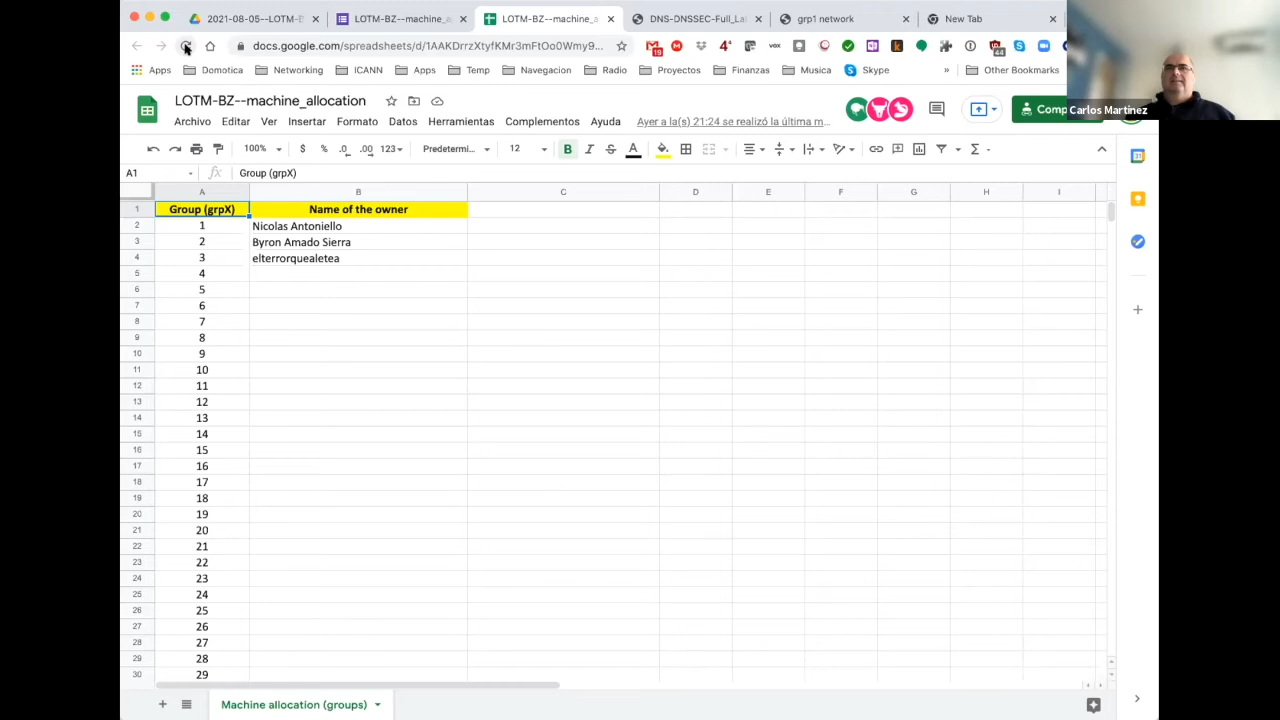 2021-08-05--LOTM-B
LOTM-BZ--machine_a
LOTM-BZ--machine_a
DNS-DNSSEC-Full_La
grp1 network
New Tab
docs.google.com/spreadsheets/d/1AAKDrrzXtyfKMr3mFtOo0Wmy9...
19
44
vox
Apps
Domotica
Networking
iCANN
Apps
Temp
Navegacion
Radio
Proyectos
Finanzas
Musica
Skype
»
Other Bookmarks
Carlos Martinez
LOTM-BZ--machine_allocation
Archivo
Editar
Insertar
Complementos
Ayuda
Ayer a la(s) 21:24 se realizó la última m...
100%
$
%
.0
.00
123
Predetermi...
12
B
I
S
A
Σ
A1
fx
Group (grpX)
A B C D E F G H I
1 Group (grpX) Name of the owner
2 1 Nicolas Antoniello
3 2 Byron Amado Sierra
4 3 elterrorquealetea
5 4
6 5
7 6
8 7
9 8
10 9
11 10
12 11
13 12
14 13
15 14
16 15
17 16
18 17
19 18
20 19
21 20
22 21
23 22
24 23
25 24
26 25
27 26
28 27
29 28
30 29
Machine allocation (groups)